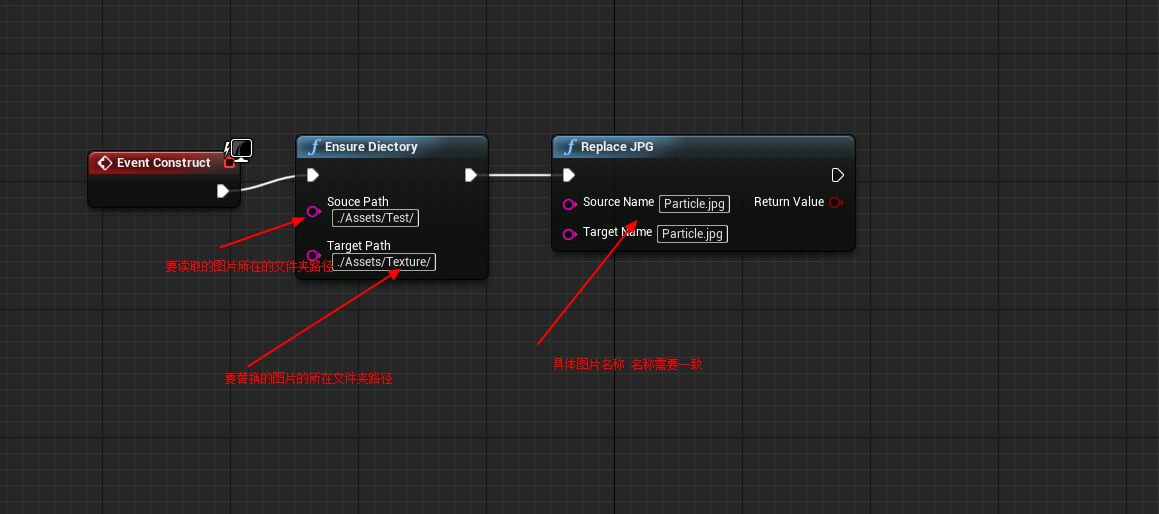 Event Construct
f Ensure Diectory
Souce Path
./Assets/Test/
Target Path
./Assets/Texture/
f Replace JPG
Source Name Particle.jpg
Return Value
Target Name Particle.jpg
要读取的图片所在的文件夹路径
要替换的图片的所在文件夹路径
具体图片名称 名称需要一致